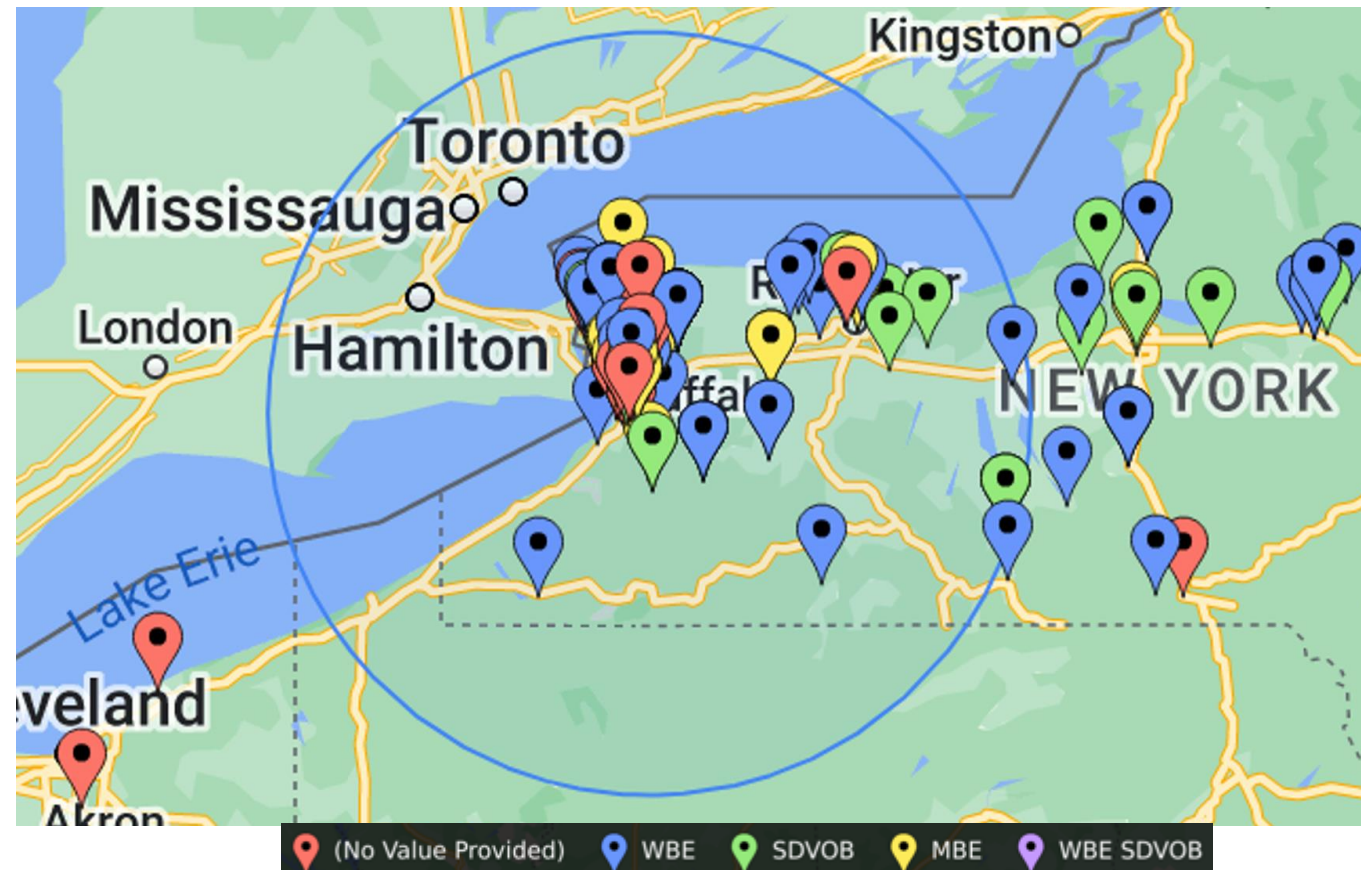 Kingston
Toronto
Mississauga
London
Hamilton
NEW YORK
Lake Erie
eveland
Akron
(No Value Provided) WBE SDVOB MBE WBE SDVOB